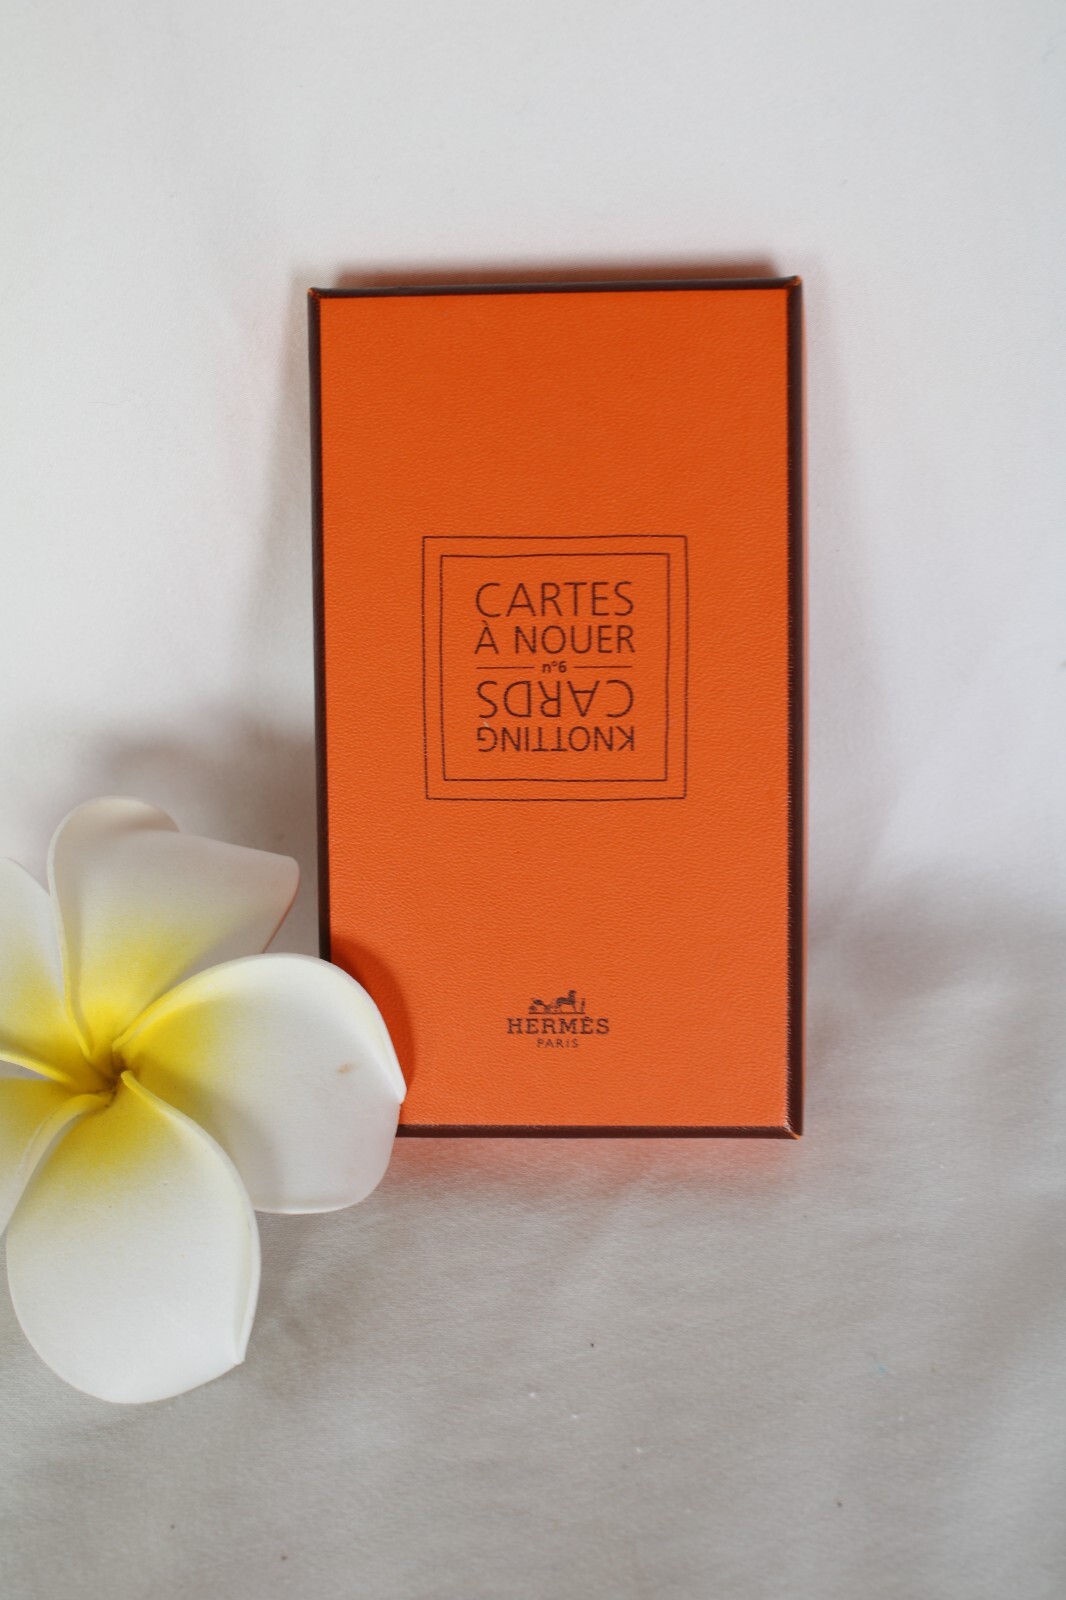 CARTES
À NOUER
n°6
KNOTTING
CARDS
HERMÈS
PARIS